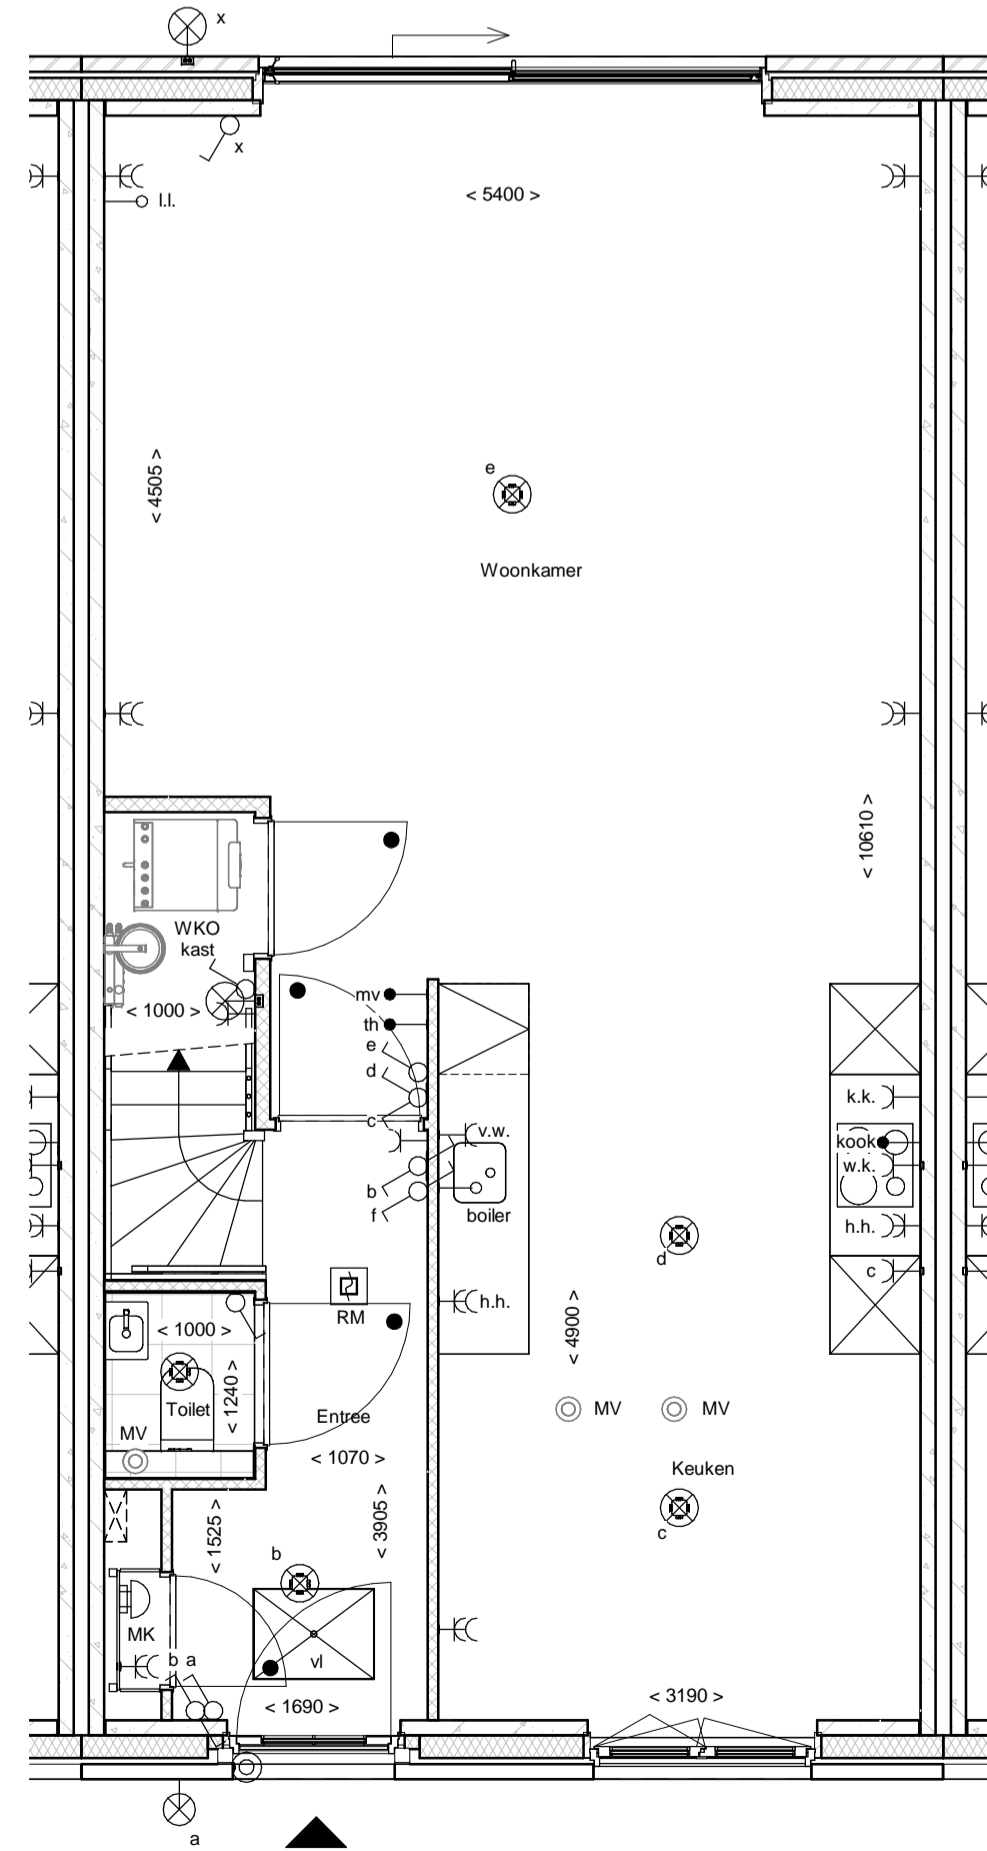 x
x
< 5400 >
l.l.
< 4505 >
e
Woonkamer
< 10610 >
WKO
kast
< 1000 >
mv
th
e
d
c
k.k.
v.w.
kook
w.k.
b
f
boiler
h.h.
d
c
h.h.
RM
< 4900 >
< 1000 >
< 1240 >
Toilet
MV
MV
Entree
MV
< 1070 >
Keuken
< 1525 >
< 3905 >
c
b
MK
b a
vl
< 1690 >
< 3190 >
a